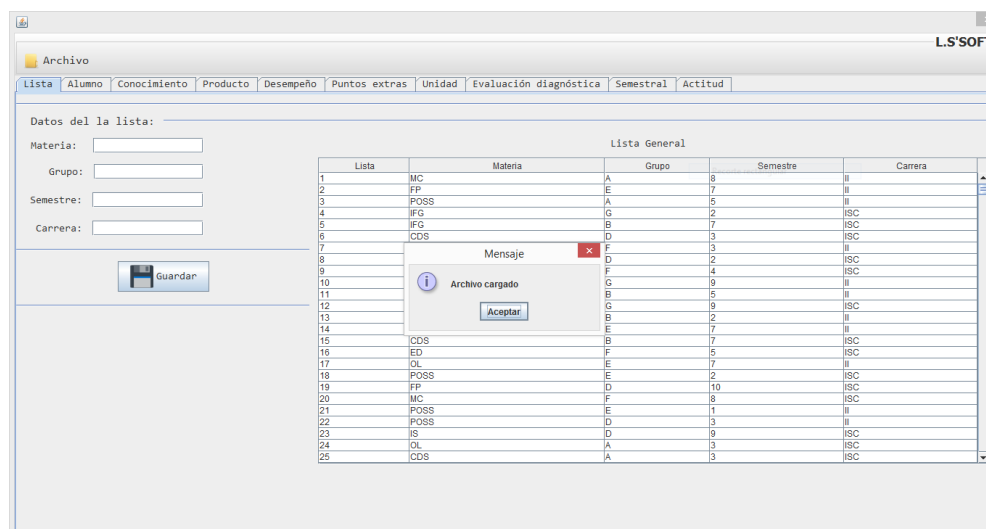 L.S'SOF
Archivo
Lista Alumno Conocimiento Producto Desempeño Puntos extras Unidad Evaluación diagnóstica Semestral Actitud
Datos del la lista:
Lista General
Materia:
Grupo:
Semestre:
Carrera:
Guardar
Lista Materia Grupo Semestre Carrera
1 MC A 8 II
2 FP E 7 II
3 POSS A 5 II
4 IFG G 2 ISC
5 IFG B 7 ISC
6 CDS D 3 ISC
7 F 3 II
8 D 2 ISC
9 F 4 ISC
10 G 9 II
11 B 5 II
12 G 9 ISC
13 B 2 II
14 E 7 II
15 CDS B 7 ISC
16 ED F 5 ISC
17 OL E 7 II
18 POSS E 2 ISC
19 FP D 10 ISC
20 MC F 8 ISC
21 POSS E 1 II
22 POSS D 3 II
23 IS D 9 ISC
24 OL A 3 ISC
25 CDS A 3 ISC
Mensaje
Archivo cargado
Aceptar